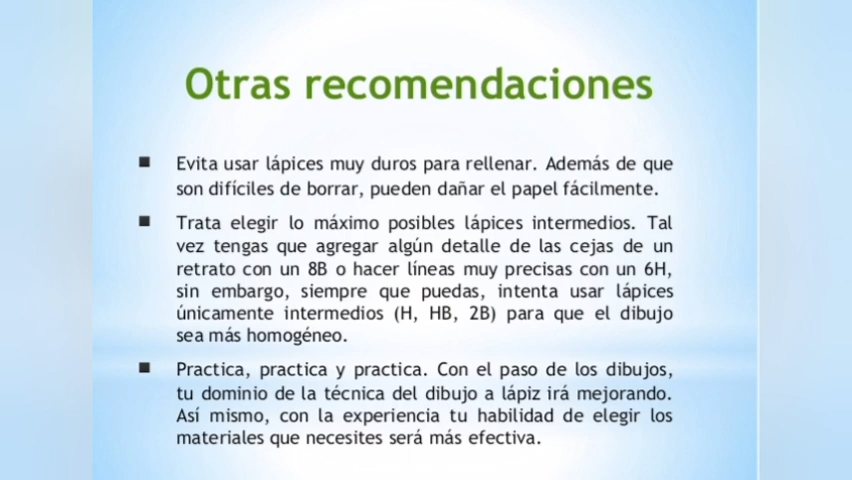 Otras recomendaciones
Evita usar lápices muy duros para rellenar. Además de que
son difíciles de borrar, pueden dañar el papel fácilmente.
Trata elegir lo máximo posibles lápices intermedios. Tal
vez tengas que agregar algún detalle de las cejas de un
retrato con un 8B o hacer líneas muy precisas con un 6H,
sin embargo, siempre que puedas, intenta usar lápices
únicamente intermedios (H, HB, 2B) para que el dibujo
sea más homogéneo.
Practica, practica y practica. Con el paso de los dibujos,
tu dominio de la técnica del dibujo a lápiz irá mejorando.
Así mismo, con la experiencia tu habilidad de elegir los
materiales que necesites será más efectiva.